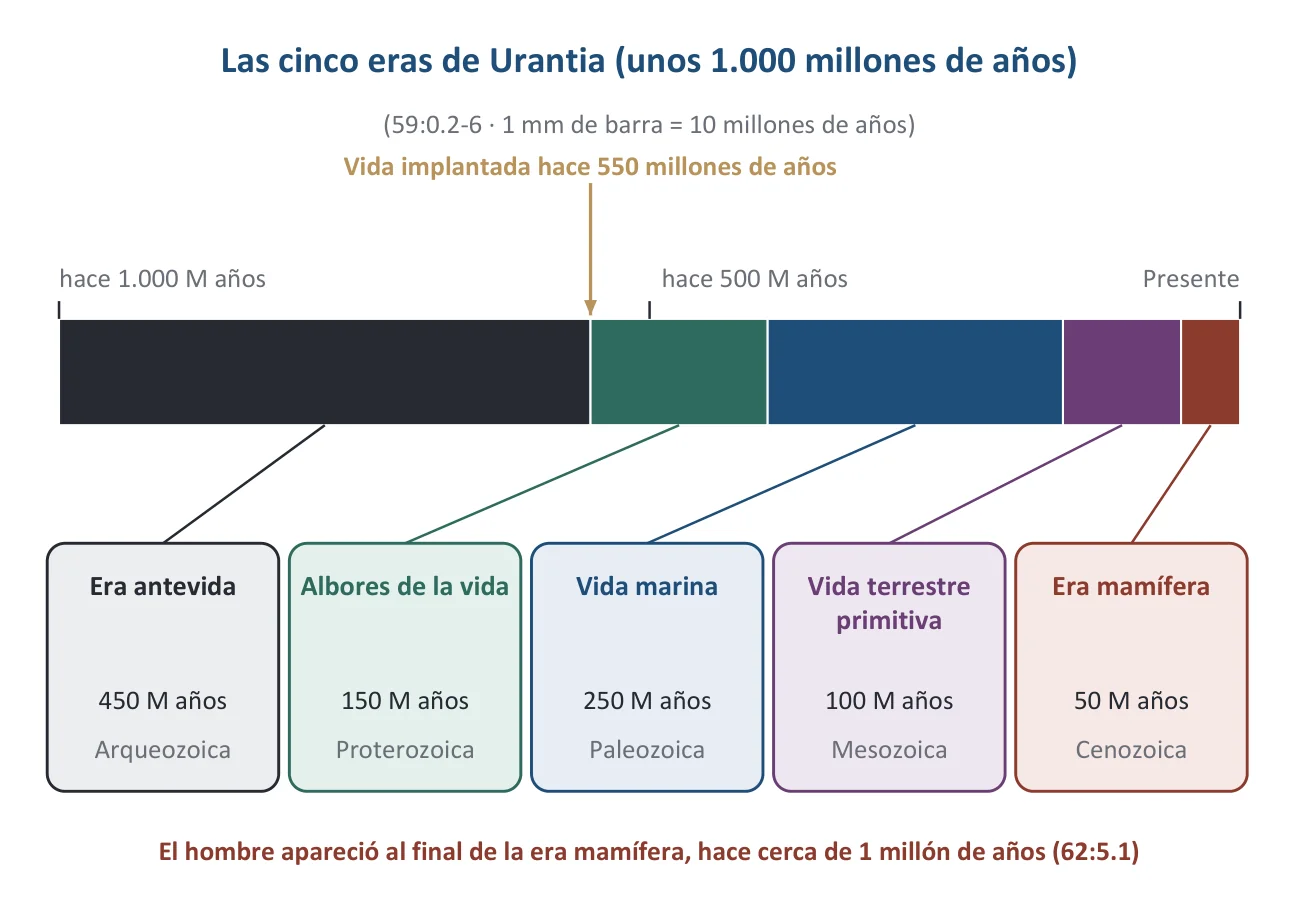 Las cinco eras de Urantia (unos 1.000 millones de años)
(59:0.2-6 · 1 mm de barra = 10 millones de años)
Vida implantada hace 550 millones de años
hace 1.000 M años
hace 500 M años
Presente
Era antevida
450 M años
Arqueozoica
Albores de la vida
150 M años
Proterozoica
Vida marina
250 M años
Paleozoica
Vida terrestre
primitiva
100 M años
Mesozoica
Era mamífera
50 M años
Cenozoica
El hombre apareció al final de la era mamífera, hace cerca de 1 millón de años (62:5.1)